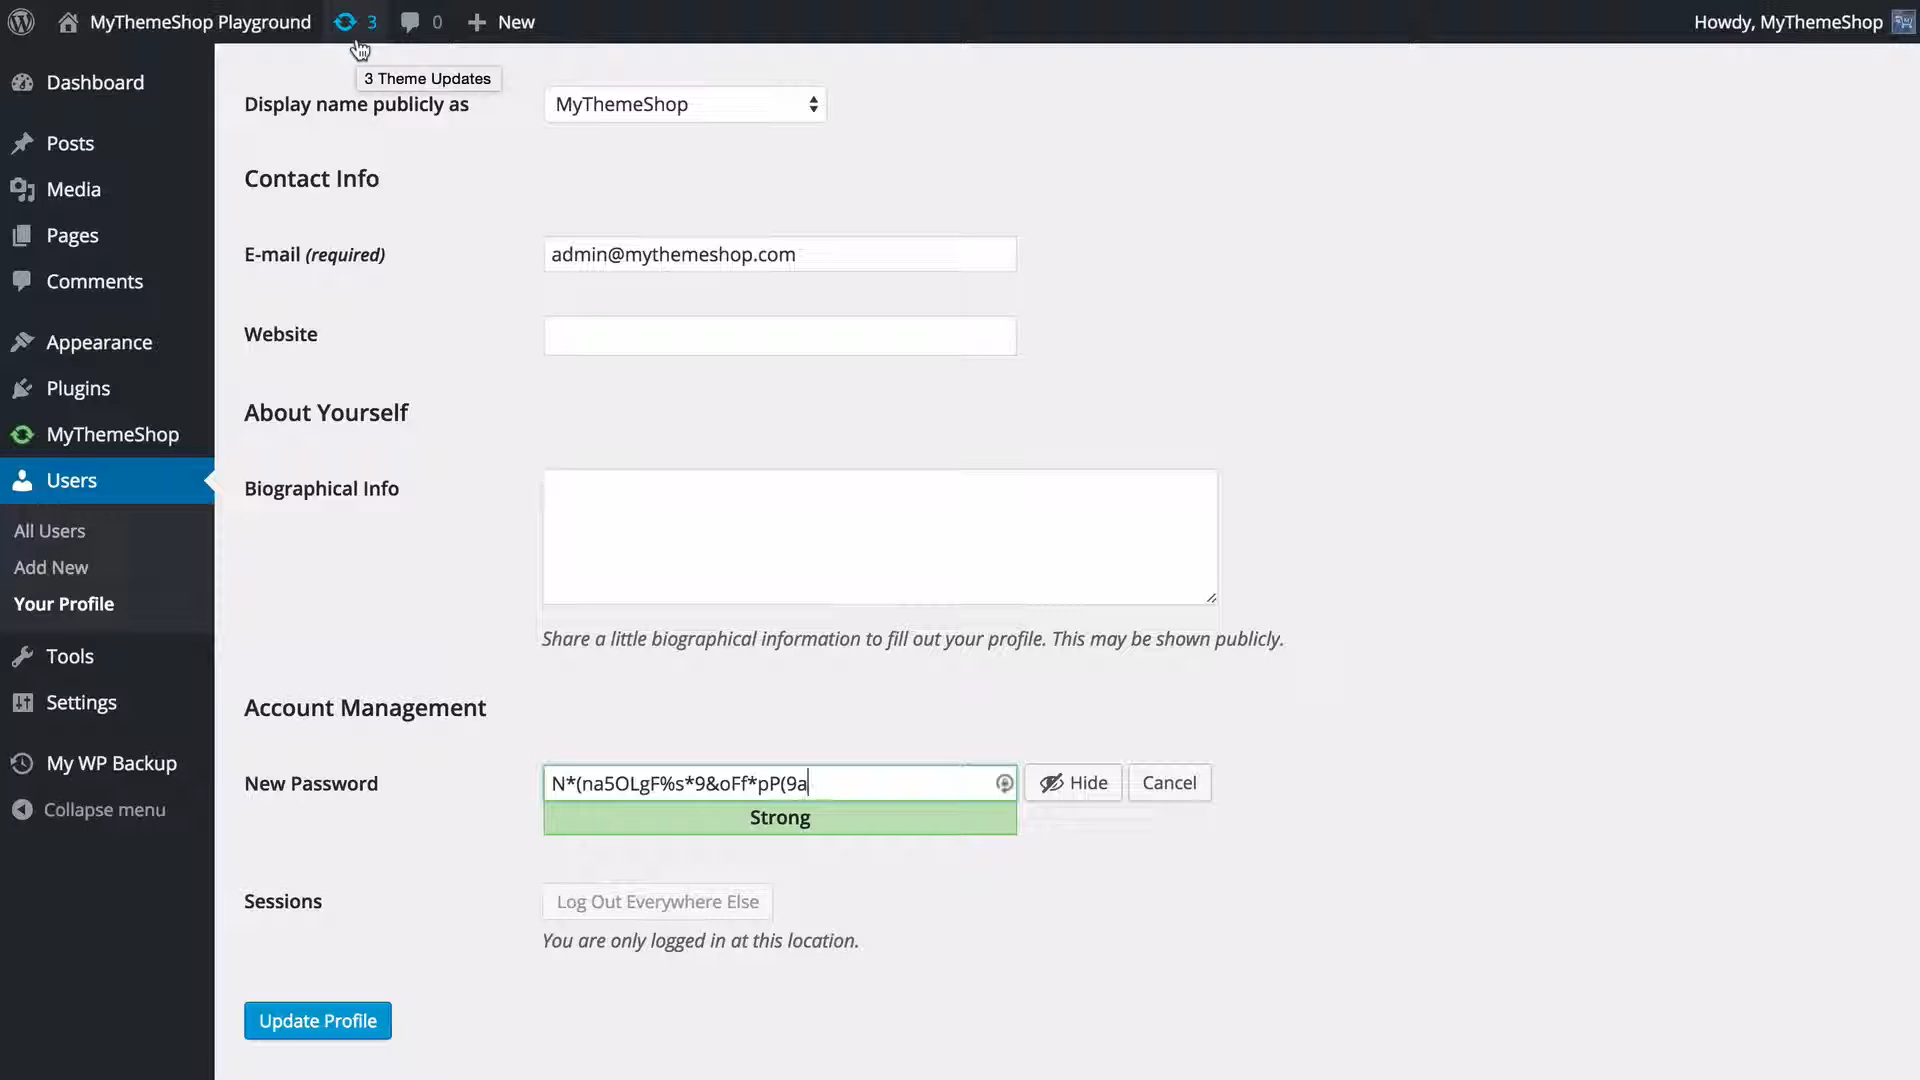 MyThemeShop Playground 3 0 New Howdy, MyThemeShop
3 Theme Updates
Dashboard
Posts
Media
Pages
Comments
Appearance
Plugins
MyThemeShop
Users
All Users
Add New
Your Profile
Tools
Settings
My WP Backup
Collapse menu
Display name publicly as MyThemeShop
Contact Info
E-mail (required) admin@mythemeshop.com
Website
About Yourself
Biographical Info
Share a little biographical information to fill out your profile. This may be shown publicly.
Account Management
New Password N*(na5OLgF%s*9&oFf*pP(9a Hide Cancel
Strong
Sessions Log Out Everywhere Else
You are only logged in at this location.
Update Profile